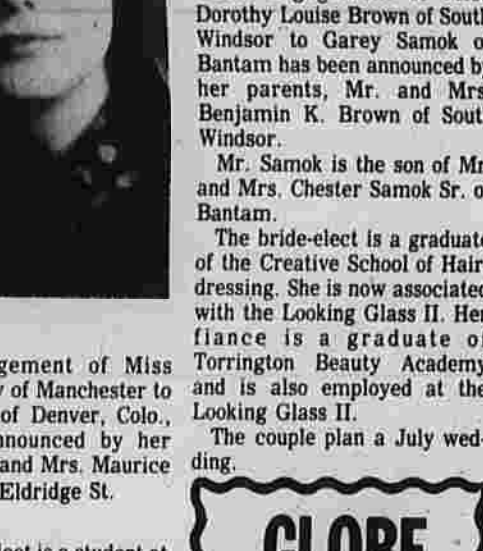 Dorothy Louise Brown of South
Windsor to Garey Samok o
Bantam has been announced by
her parents, Mr. and Mrs
Benjamin K. Brown of Sout
Windsor.
Mr. Samok is the son of Mr
and Mrs. Chester Samok Sr. o
Bantam.
The bride-elect is a graduate
of the Creative School of Hair
dressing. She is now associated
with the Looking Glass II. Her
fiance is a graduate of
Torrington Beauty Academy
and is also employed at the
Looking Glass II.
The couple plan a July wed-
ding.
gement of Miss
y of Manchester to
of Denver, Colo.,
nnounced by her
and Mrs. Maurice
Eldridge St.
is a student at
GLOBE